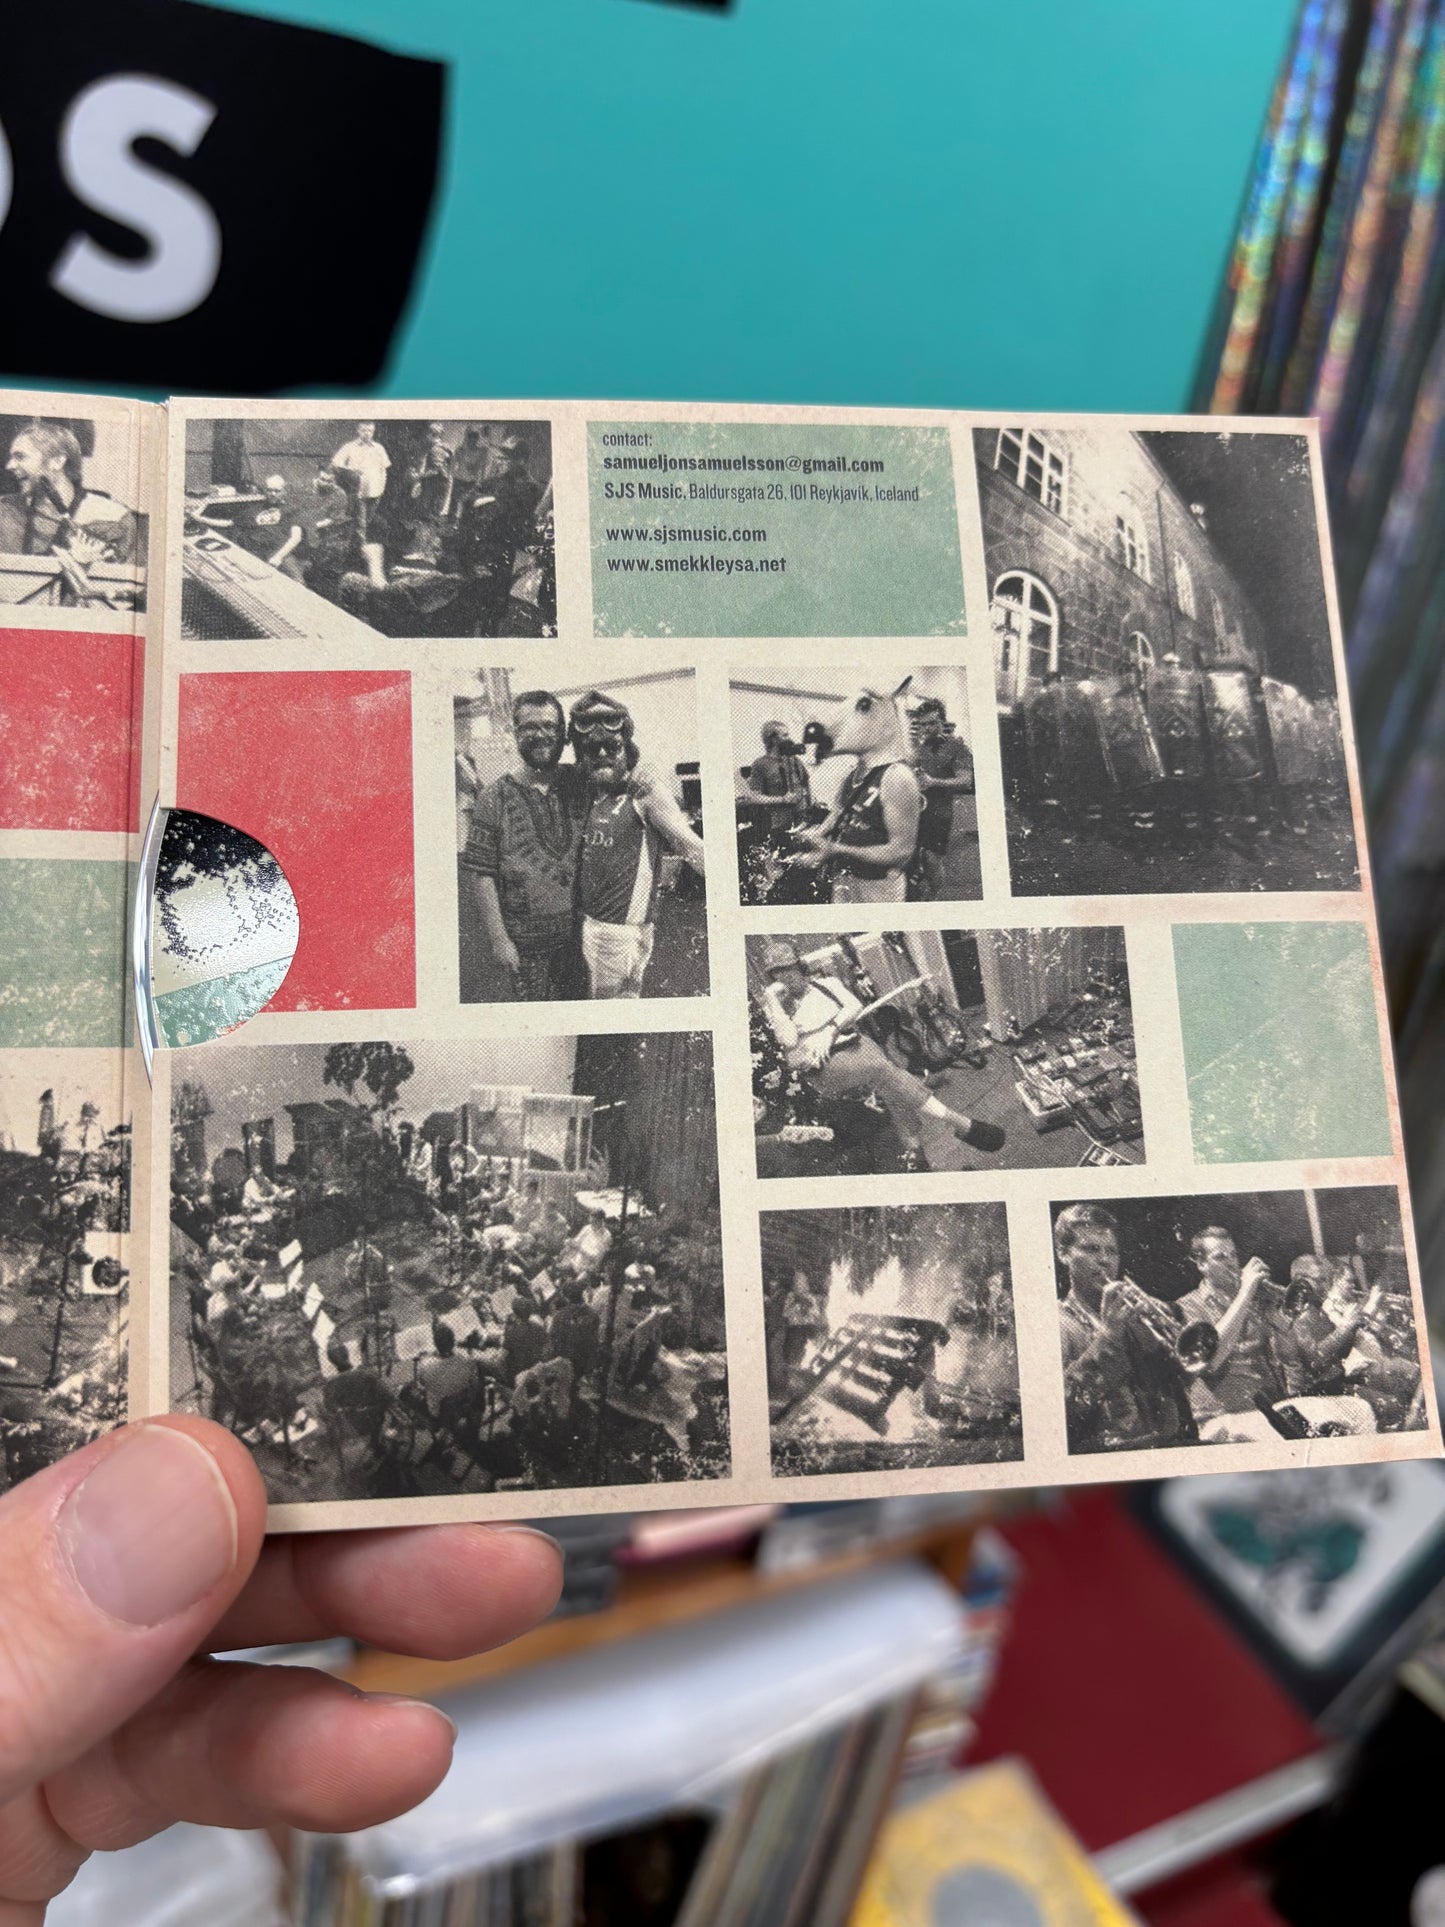 S
contact:
samueljonsamuelsson@gmail.com
SJS Music, Baldursgata 26, 101 Reykjavík, Iceland
www.sjsmusic.com
www.smekkleysa.net